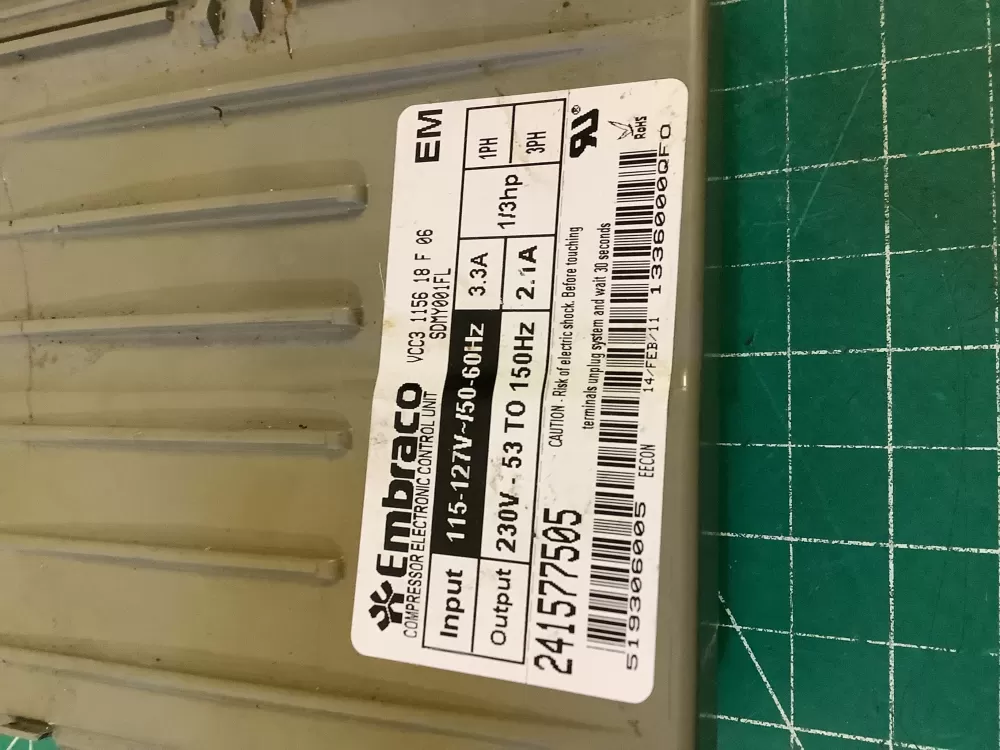 Embraco
VCC3 1156 18 F 06
EM
COMPRESSOR ELECTRONIC CONTROL UNIT
SDMY001FL
Input 115-127V~/50-60Hz 3.3A 1/3hp 1PH
Output 230V - 53 TO 150Hz 2.1A 3PH
241577505
CAUTION - Risk of electric shock. Before touching
terminals unplug system and wait 30 seconds
RU®
RoHS
519306005 EECON 14/FEB/11 1336000QF0